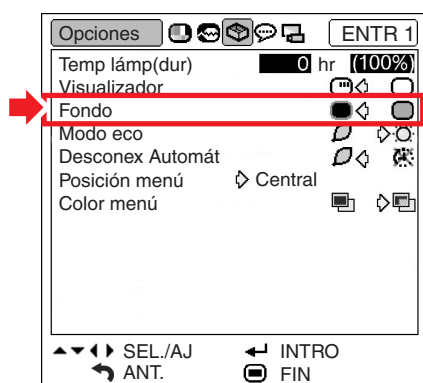 Opciones ENTR 1
Temp lámp(dur) 0 hr (100%)
Visualizador
Fondo
Modo eco
Desconex Automát
Posición menú Central
Color menú
SEL./AJ INTRO
ANT. FIN